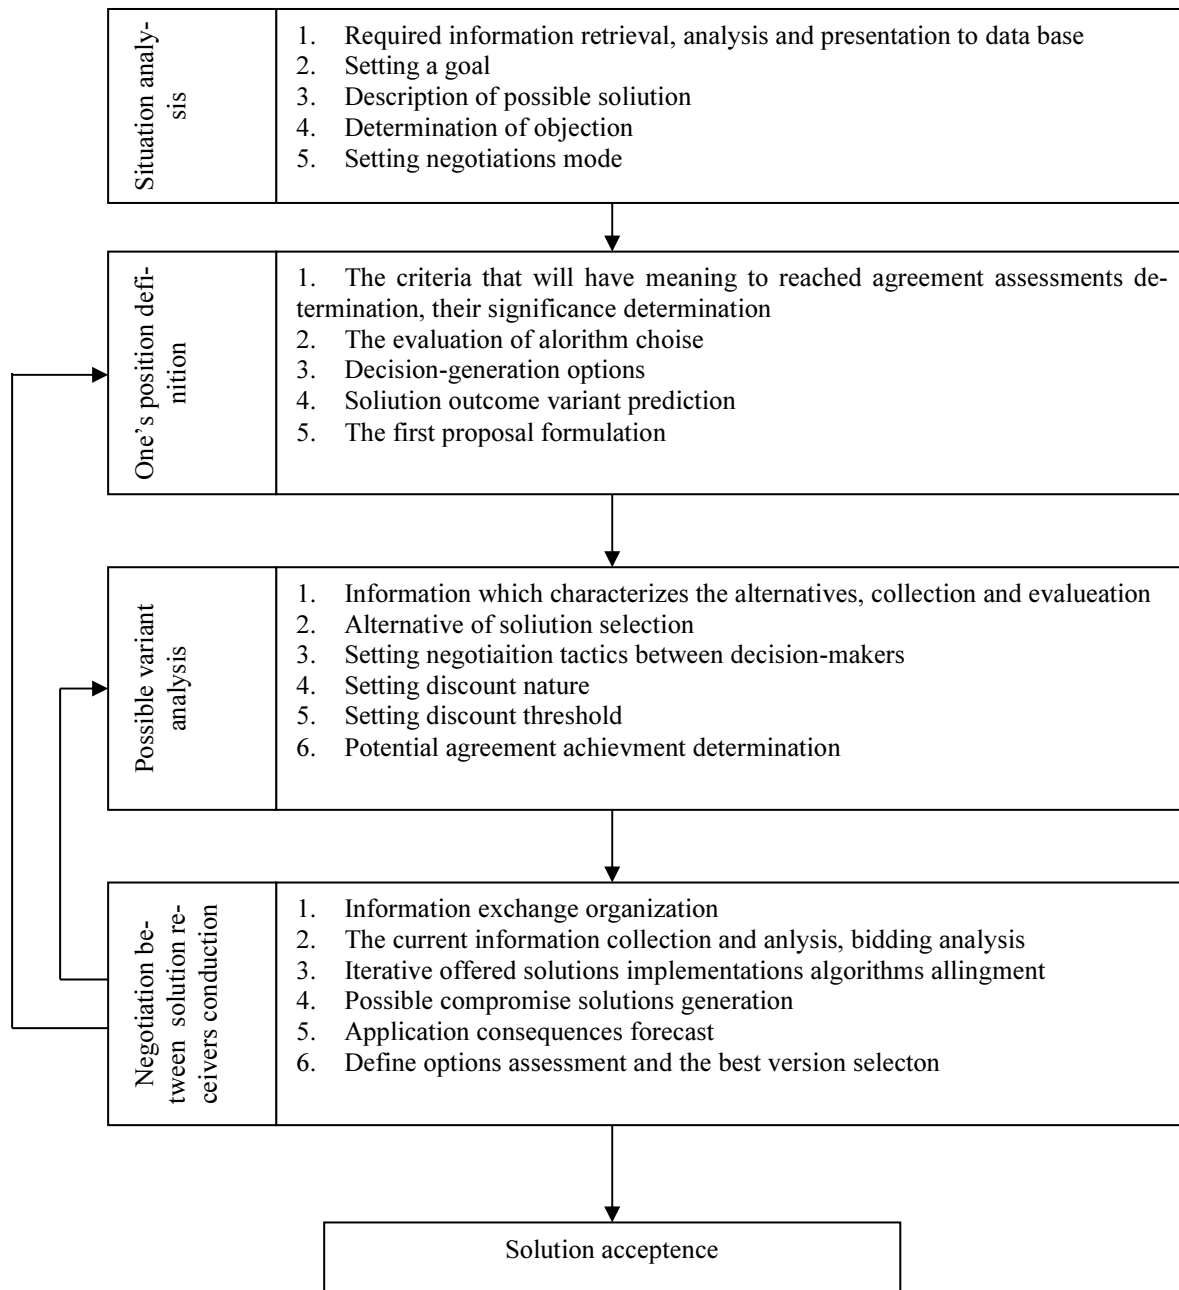 Situation analy-
sis
1. Required information retrieval, analysis and presentation to data base
2. Setting a goal
3. Description of possible soliution
4. Determination of objection
5. Setting negotiations mode
One's position defi-
nition
1. The criteria that will have meaning to reached agreement assessments de-
termination, their significance determination
2. The evaluation of alorithm choise
3. Decision-generation options
4. Soliution outcome variant prediction
5. The first proposal formulation
Possible variant
analysis
1. Information which characterizes the alternatives, collection and evalueation
2. Alternative of soliution selection
3. Setting negotiaition tactics between decision-makers
4. Setting discount nature
5. Setting discount threshold
6. Potential agreement achievment determination
Negotiation be-
tween solution re-
ceivers conduction
1. Information exchange organization
2. The current information collection and anlysis, bidding analysis
3. Iterative offered solutions implementations algorithms allingment
4. Possible compromise solutions generation
5. Application consequences forecast
6. Define options assessment and the best version selecton
Solution acceptence